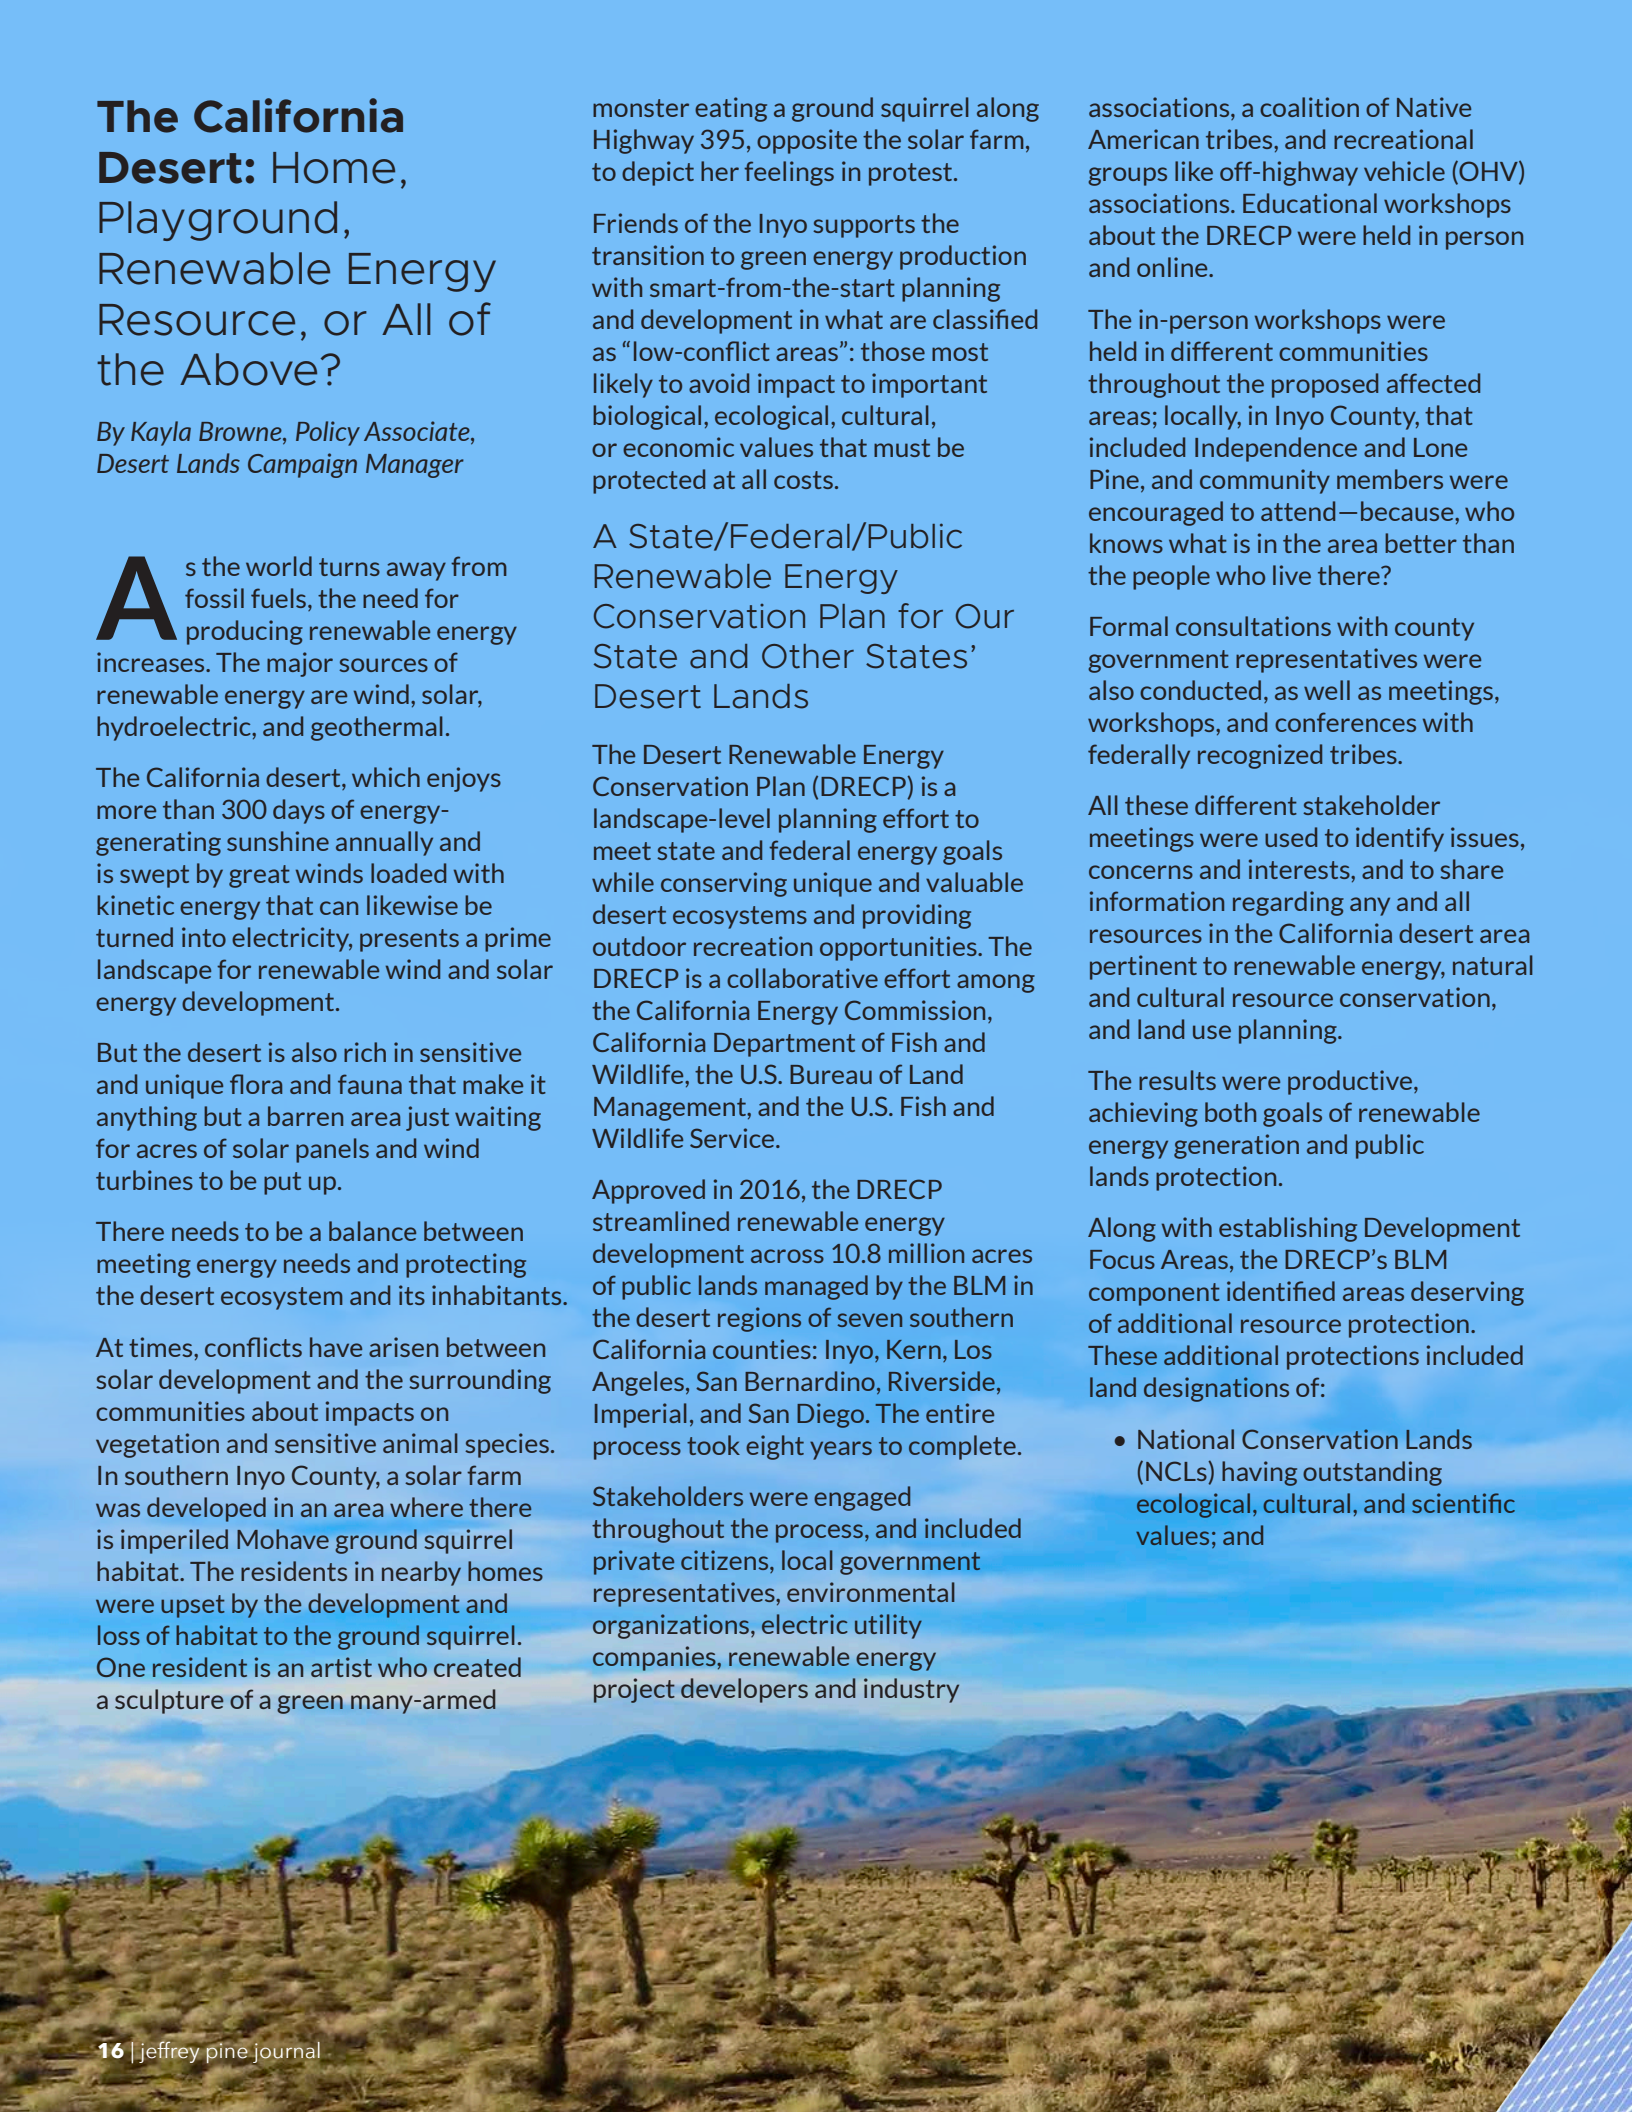 The California
Desert: Home,
Playground,
Renewable Energy
Resource, or All of
the Above?
By Kayla Browne, Policy Associate,
Desert Lands Campaign Manager
As the world turns away from
fossil fuels, the need for
producing renewable energy
increases. The major sources of
renewable energy are wind, solar,
hydroelectric, and geothermal.
The California desert, which enjoys
more than 300 days of energy-
generating sunshine annually and
is swept by great winds loaded with
kinetic energy that can likewise be
turned into electricity, presents a prime
landscape for renewable wind and solar
energy development.
But the desert is also rich in sensitive
and unique flora and fauna that make it
anything but a barren area just waiting
for acres of solar panels and wind
turbines to be put up.
There needs to be a balance between
meeting energy needs and protecting
the desert ecosystem and its inhabitants.
At times, conflicts have arisen between
solar development and the surrounding
communities about impacts on
vegetation and sensitive animal species.
In southern Inyo County, a solar farm
was developed in an area where there
is imperiled Mohave ground squirrel
habitat. The residents in nearby homes
were upset by the development and
loss of habitat to the ground squirrel.
One resident is an artist who created
a sculpture of a green many-armed
monster eating a ground squirrel along
Highway 395, opposite the solar farm,
to depict her feelings in protest.
Friends of the Inyo supports the
transition to green energy production
with smart-from-the-start planning
and development in what are classified
as “low-conflict areas”: those most
likely to avoid impact to important
biological, ecological, cultural,
or economic values that must be
protected at all costs.
A State/Federal/Public
Renewable Energy
Conservation Plan for Our
State and Other States’
Desert Lands
The Desert Renewable Energy
Conservation Plan (DRECP) is a
landscape-level planning effort to
meet state and federal energy goals
while conserving unique and valuable
desert ecosystems and providing
outdoor recreation opportunities. The
DRECP is a collaborative effort among
the California Energy Commission,
California Department of Fish and
Wildlife, the U.S. Bureau of Land
Management, and the U.S. Fish and
Wildlife Service.
Approved in 2016, the DRECP
streamlined renewable energy
development across 10.8 million acres
of public lands managed by the BLM in
the desert regions of seven southern
California counties: Inyo, Kern, Los
Angeles, San Bernardino, Riverside,
Imperial, and San Diego. The entire
process took eight years to complete.
Stakeholders were engaged
throughout the process, and included
private citizens, local government
representatives, environmental
organizations, electric utility
companies, renewable energy
project developers and industry
associations, a coalition of Native
American tribes, and recreational
groups like off-highway vehicle (OHV)
associations. Educational workshops
about the DRECP were held in person
and online.
The in-person workshops were
held in different communities
throughout the proposed affected
areas; locally, in Inyo County, that
included Independence and Lone
Pine, and community members were
encouraged to attend—because, who
knows what is in the area better than
the people who live there?
Formal consultations with county
government representatives were
also conducted, as well as meetings,
workshops, and conferences with
federally recognized tribes.
All these different stakeholder
meetings were used to identify issues,
concerns and interests, and to share
information regarding any and all
resources in the California desert area
pertinent to renewable energy, natural
and cultural resource conservation,
and land use planning.
The results were productive,
achieving both goals of renewable
energy generation and public
lands protection.
Along with establishing Development
Focus Areas, the DRECP’s BLM
component identified areas deserving
of additional resource protection.
These additional protections included
land designations of:
• National Conservation Lands
(NCLs) having outstanding
ecological, cultural, and scientific
values; and
16 | jeffrey pine journal